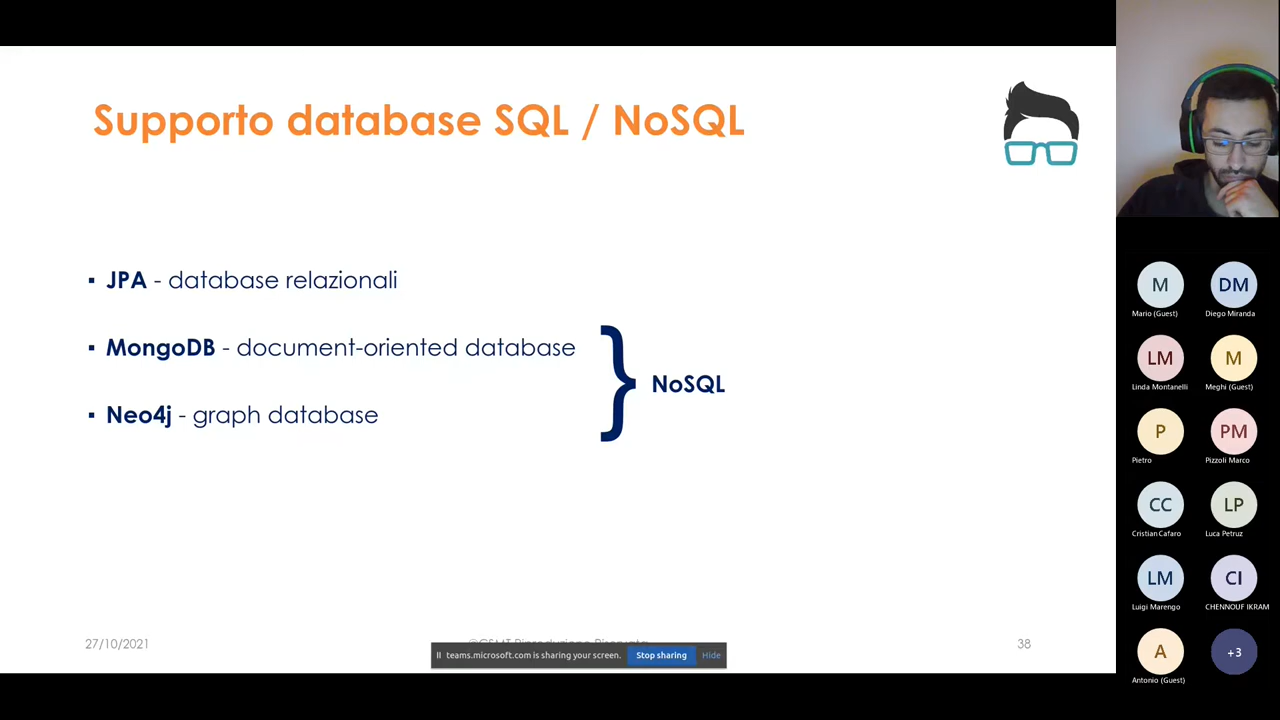 Supporto database SQL / NoSQL
▪ JPA - database relazionali
▪ MongoDB - document-oriented database
▪ Neo4j - graph database
NoSQL
27/10/2021
38
teams.microsoft.com is sharing your screen.
Stop sharing
Hide
M
DM
Mario (Guest)
Diego Miranda
LM
M
Linda Montanelli
Meghi (Guest)
P
PM
Pietro
Pizzoli Marco
CC
LP
Cristian Cafaro
Luca Petruz
LM
CI
Luigi Marengo
CHENNOUF IKRAM
A
+3
Antonio (Guest)